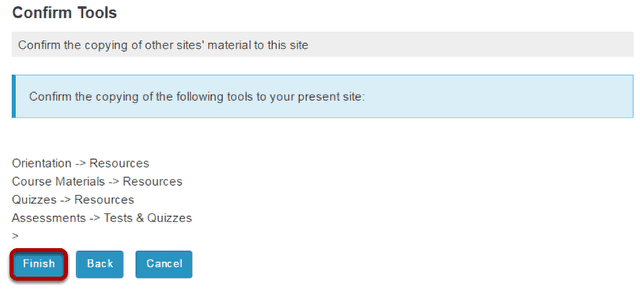 Confirm Tools
Confirm the copying of other sites' material to this site
Confirm the copying of the following tools to your present site:
Orientation -> Resources
Course Materials -> Resources
Quizzes -> Resources
Assessments -> Tests & Quizzes
>
Finish Back Cancel